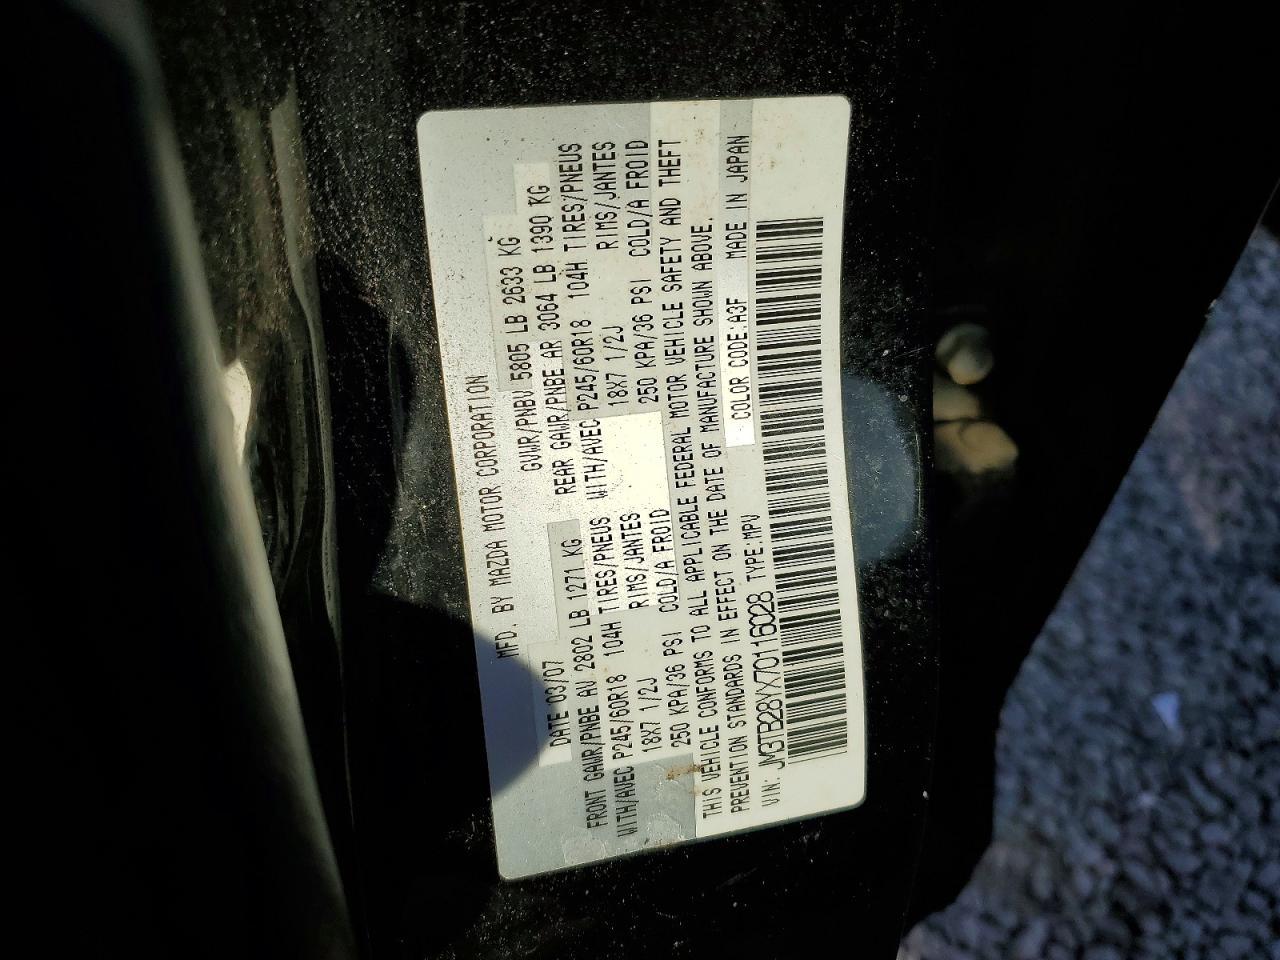 MFD. BY MAZDA MOTOR CORPORATION
DATE 03/07 GVWR/PNBV 5805 LB 2633 KG
FRONT GAWR/PNBE AV 2802 LB 1271 KG REAR GAWR/PNBE AR 3064 LB 1390 KG
WITH/AVEC P245/60R18 104H TIRES/PNEUS WITH/AVEC P245/60R18 104H TIRES/PNEUS
18X7 1/2J RIMS/JANTES 18X7 1/2J RIMS/JANTES
250 KPA/36 PSI COLD/A FROID 250 KPA/36 PSI COLD/A FROID
THIS VEHICLE CONFORMS TO ALL APPLICABLE FEDERAL MOTOR VEHICLE SAFETY AND THEFT
PREVENTION STANDARDS IN EFFECT ON THE DATE OF MANUFACTURE SHOWN ABOVE.
VIN: JM3TB28YX70116028 TYPE:MPV COLOR CODE:A3F MADE IN JAPAN